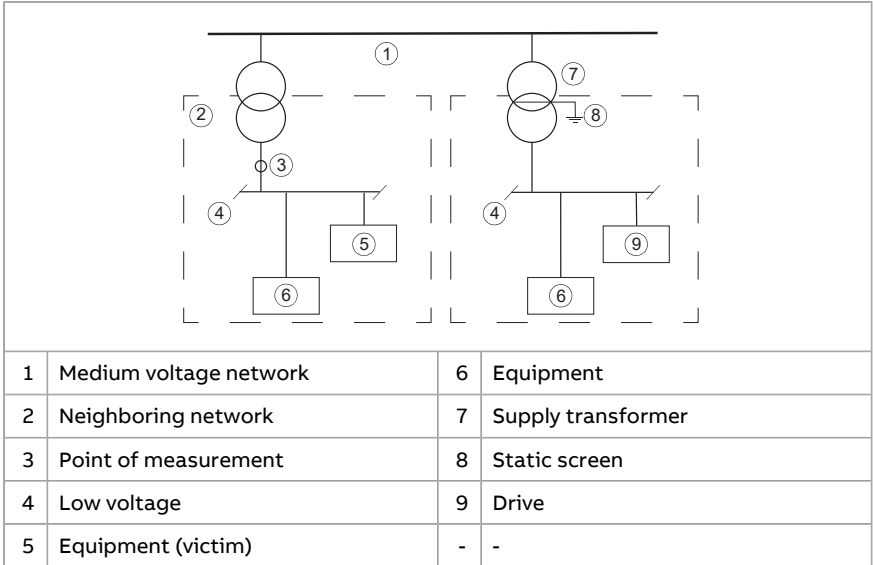 1
7
2
8
3
4
4
5
9
6
6
1 Medium voltage network 6 Equipment
2 Neighboring network 7 Supply transformer
3 Point of measurement 8 Static screen
4 Low voltage 9 Drive
5 Equipment (victim) - -